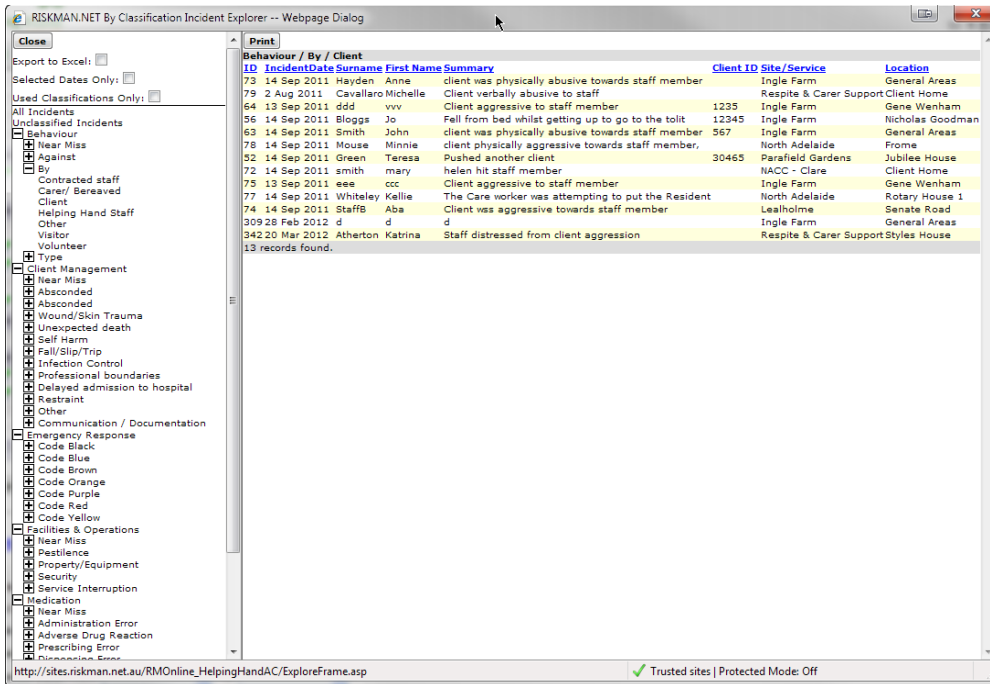 RISKMAN.NET By Classification Incident Explorer -- Webpage Dialog
Close
Export to Excel:
Selected Dates Only:
Used Classifications Only:
All Incidents
Unclassified Incidents
Behaviour
Near Miss
Against
By
Contracted staff
Carer/ Bereaved
Client
Helping Hand Staff
Other
Visitor
Volunteer
Type
Client Management
Near Miss
Absconded
Absconded
Wound/Skin Trauma
Unexpected death
Self Harm
Fall/Slip/Trip
Infection Control
Professional boundaries
Delayed admission to hospital
Restraint
Other
Communication / Documentation
Emergency Response
Code Black
Code Blue
Code Brown
Code Orange
Code Purple
Code Red
Code Yellow
Facilities & Operations
Near Miss
Pestilence
Property/Equipment
Security
Service Interruption
Medication
Near Miss
Administration Error
Adverse Drug Reaction
Prescribing Error
Dispensing Error
Print
Behaviour / By / Client
ID IncidentDate Surname First Name Summary Client ID Site/Service Location
73 14 Sep 2011 Hayden Anne client was physically abusive towards staff member Ingle Farm General Areas
79 2 Aug 2011 Cavallaro Michelle Client verbally abusive to staff Respite & Carer Support Client Home
64 13 Sep 2011 ddd vvv Client aggressive to staff member 1235 Ingle Farm Gene Wenham
56 14 Sep 2011 Bloggs Jo Fell from bed whilst getting up to go to the tolit 12345 Ingle Farm Nicholas Goodman
63 14 Sep 2011 Smith John client was physically abusive towards staff member 567 Ingle Farm General Areas
78 14 Sep 2011 Mouse Minnie client physically aggressive towards staff member, North Adelaide Frome
52 14 Sep 2011 Green Teresa Pushed another client 30465 Parafield Gardens Jubilee House
72 14 Sep 2011 smith mary helen hit staff member NACC - Clare Client Home
75 13 Sep 2011 eee ccc Client aggressive to staff member Ingle Farm Gene Wenham
77 14 Sep 2011 Whiteley Kellie The Care worker was attempting to put the Resident North Adelaide Rotary House 1
74 14 Sep 2011 StaffB Aba Client wss aggressive towards staff member Lealholme Senate Road
309 28 Feb 2012 d d d Ingle Farm General Areas
342 20 Mar 2012 Atherton Katrina Staff distressed from client aggression Respite & Carer Support Styles House
13 records found.
http://sites.riskman.net.au/RMOnline_HelpingHandAC/ExploreFrame.asp
Trusted sites | Protected Mode: Off